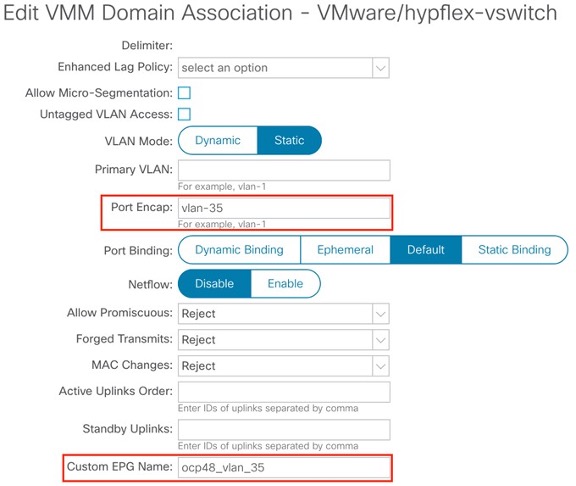 Edit VMM Domain Association - VMware/hypflex-vswitch
Delimiter:
Enhanced Lag Policy: select an option
Allow Micro-Segmentation:
Untagged VLAN Access:
VLAN Mode: Dynamic Static
Primary VLAN:
For example, vlan-1
Port Encap: vlan-35
For example, vlan-1
Port Binding: Dynamic Binding Ephemeral Default Static Binding
Netflow: Disable Enable
Allow Promiscuous: Reject
Forged Transmits: Reject
MAC Changes: Reject
Active Uplinks Order:
Enter IDs of uplinks separated by comma
Standby Uplinks:
Enter IDs of uplinks separated by comma
Custom EPG Name: ocp48_vlan_35